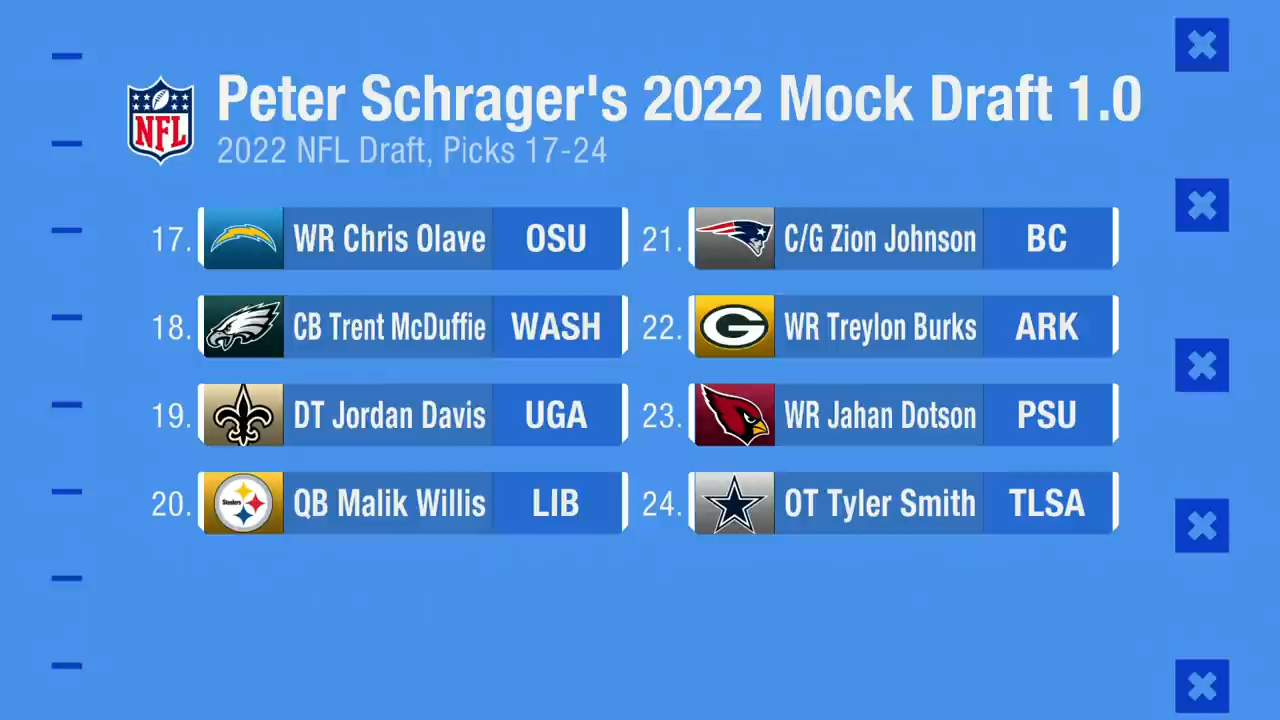 Peter Schrager's 2022 Mock Draft 1.0
NFL
2022 NFL Draft, Picks 17-24
17. WR Chris Olave OSU
18. CB Trent McDuffie WASH
19. DT Jordan Davis UGA
20. Steelers QB Malik Willis LIB
21. C/G Zion Johnson BC
22. G WR Treylon Burks ARK
23. WR Jahan Dotson PSU
24. OT Tyler Smith TLSA